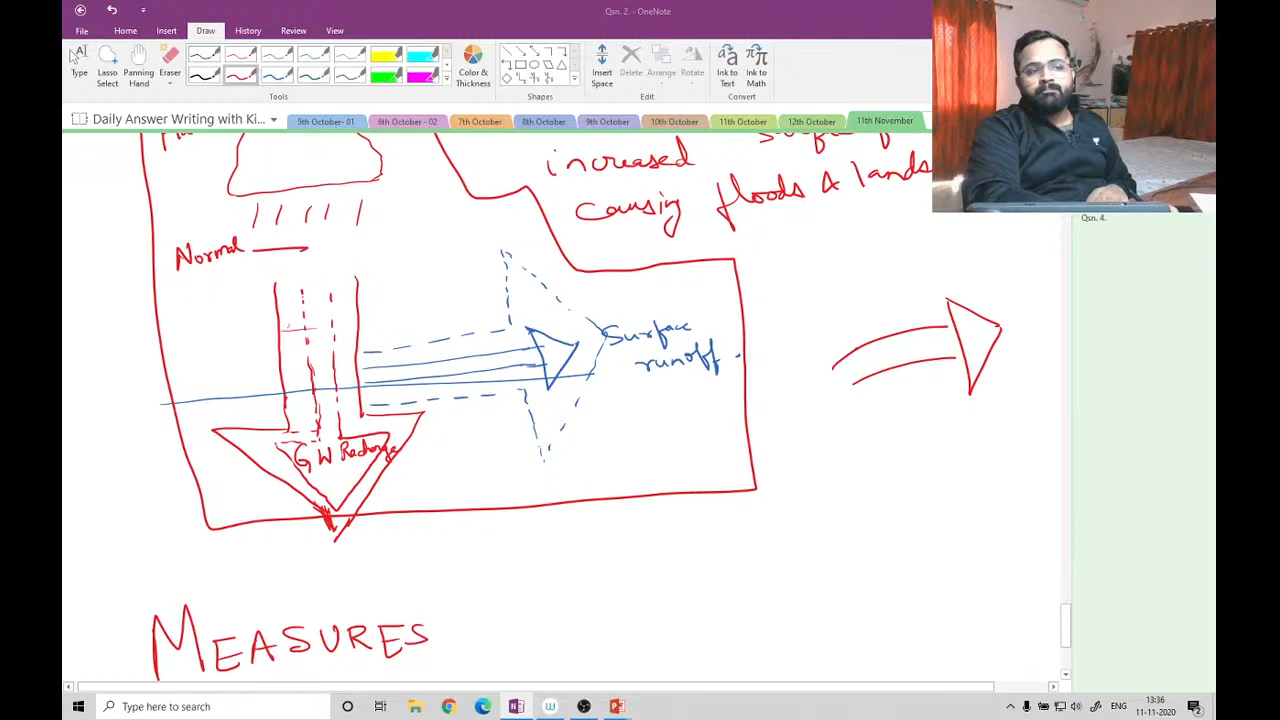 Qsn. 2. - OneNote
File Home Insert Draw History Review View
Type
Lasso Select
Panning Hand
Eraser
Color & Thickness
Insert Space
Delete
Arrange
Rotate
Ink to Text
Ink to Math
Tools
Shapes
Edit
Convert
Daily Answer Writing with Ki...
5th October- 01
6th October - 02
7th October
8th October
9th October
10th October
11th October
12th October
11th November
Qsn. 4.
increased
causing floods & lands
Normal
Surface
runoff
GW Recharge
MEASURES
Type here to search
13:36
11-11-2020
2